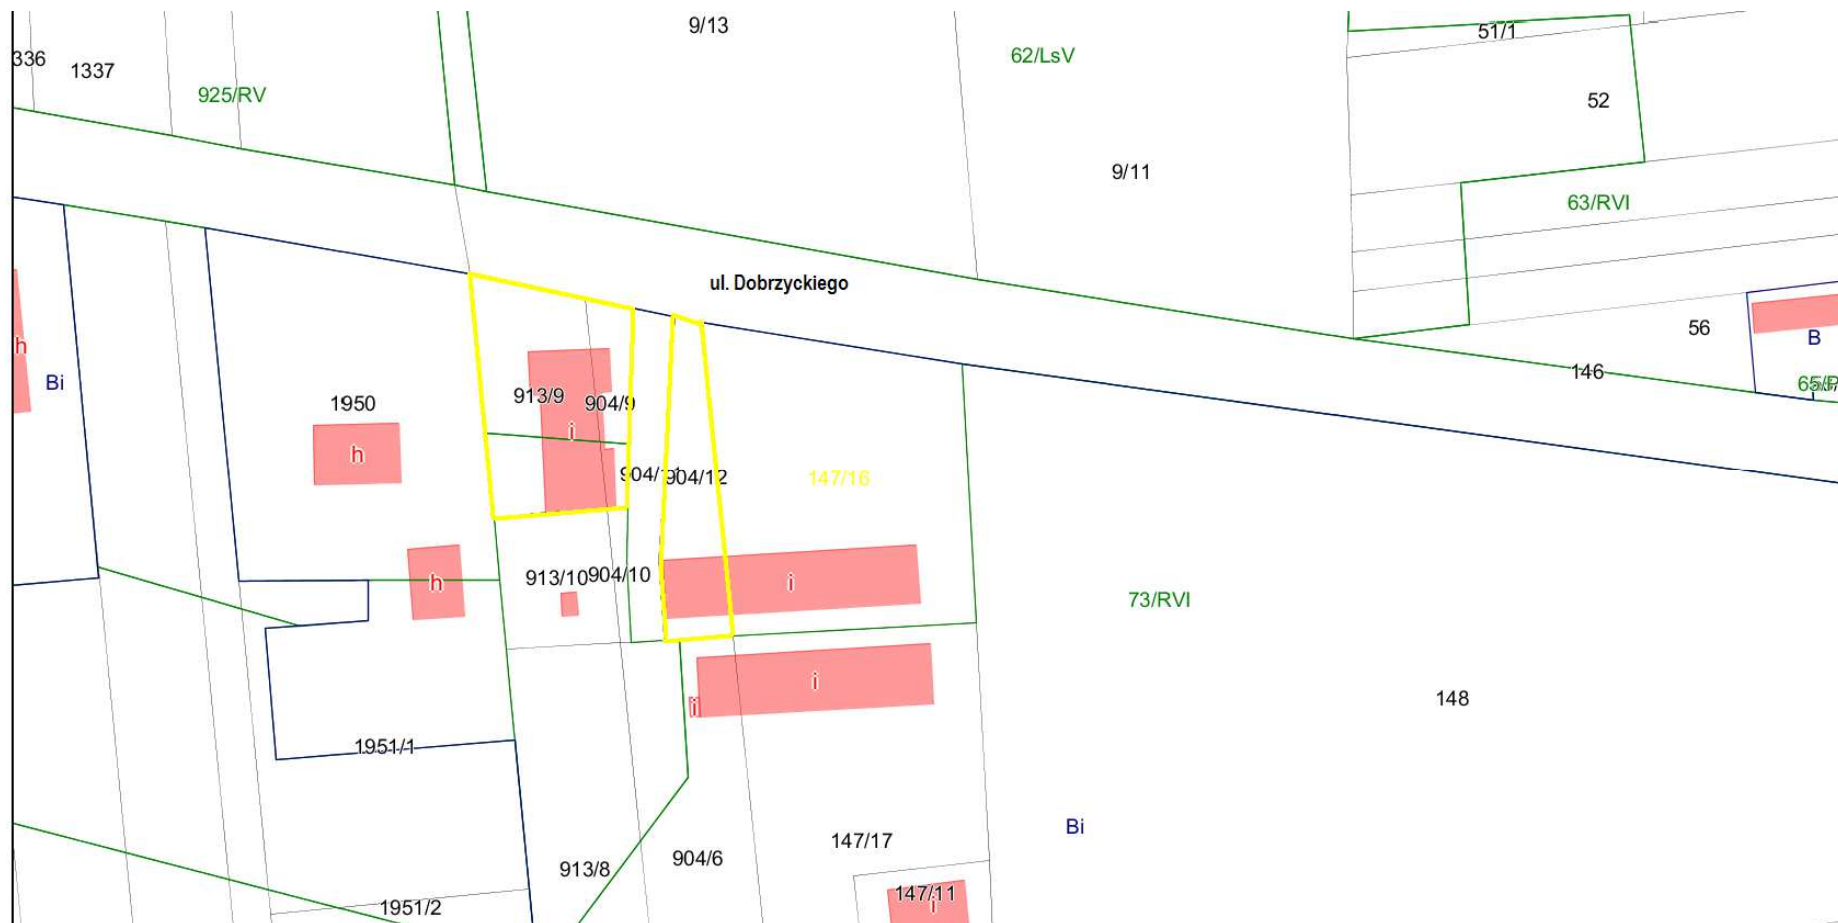 9/13
51/1
336
1337
62/LsV
925/RV
52
9/11
63/RVI
ul. Dobrzyckiego
56
B
h
Bi
146
1950
913/9
904/9
i
h
904/12
147/16
913/10
904/10
h
i
73/RVI
i
i
148
1951/1
Bi
147/17
904/6
913/8
147/11
i
1951/2